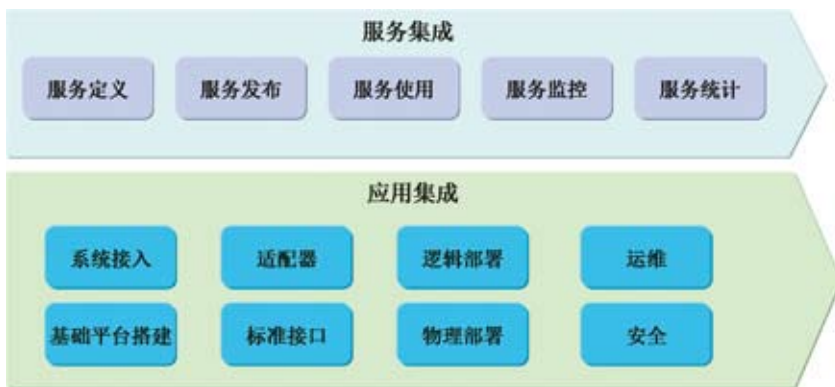 服务集成
服务定义
服务发布
服务使用
服务监控
服务统计
应用集成
系统接入
适配器
逻辑部署
运维
基础平台搭建
标准接口
物理部署
安全